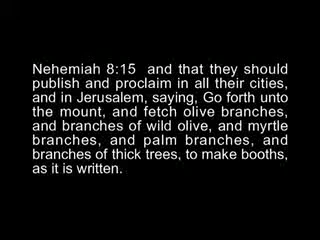 Nehemiah 8:15  and that they should
publish and proclaim in all their cities,
and in Jerusalem, saying, Go forth unto
the mount, and fetch olive branches,
and branches of wild olive, and myrtle
branches, and palm branches, and
branches of thick trees, to make booths,
as it is written.